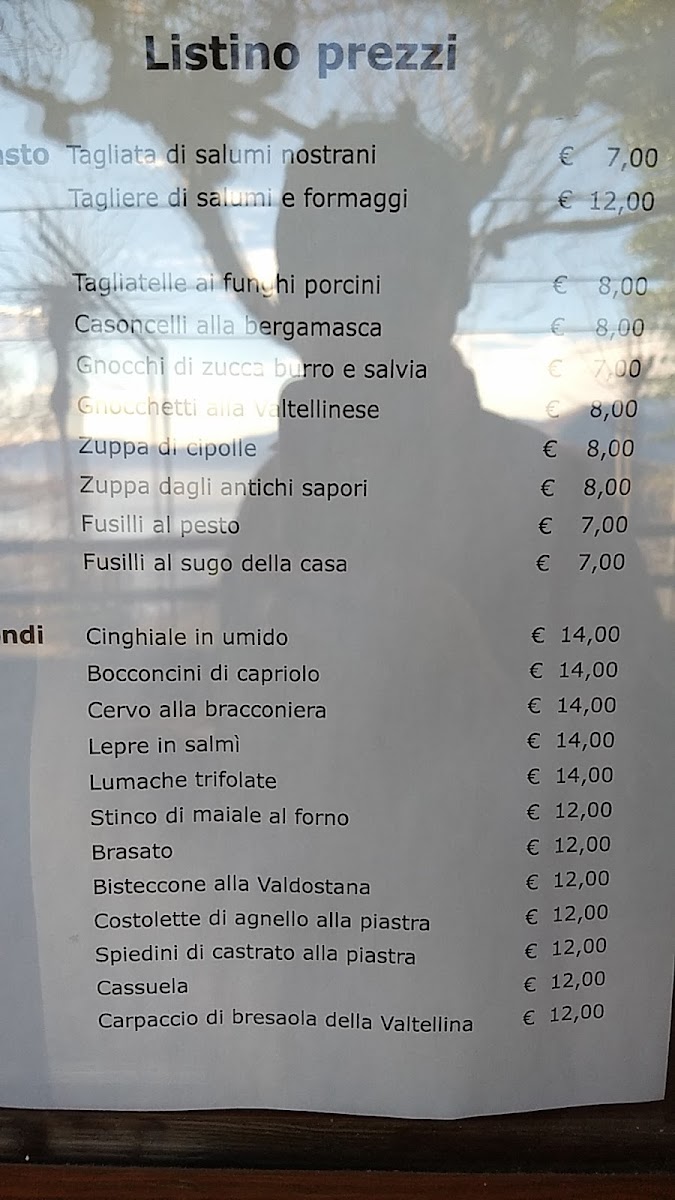 Listino prezzi
asto Tagliata di salumi nostrani € 7,00
Tagliere di salumi e formaggi € 12,00
Tagliatelle ai funghi porcini € 8,00
Casoncelli alla bergamasca € 8,00
Gnocchi di zucca burro e salvia € 7,00
Gnocchetti alla Valtellinese € 8,00
Zuppa di cipolle € 8,00
Zuppa dagli antichi sapori € 8,00
Fusilli al pesto € 7,00
Fusilli al sugo della casa € 7,00
ndi Cinghiale in umido € 14,00
Bocconcini di capriolo € 14,00
Cervo alla bracconiera € 14,00
Lepre in salmì € 14,00
Lumache trifolate € 14,00
Stinco di maiale al forno € 12,00
Brasato € 12,00
Bisteccone alla Valdostana € 12,00
Costolette di agnello alla piastra € 12,00
Spiedini di castrato alla piastra € 12,00
Cassuela € 12,00
Carpaccio di bresaola della Valtellina € 12,00